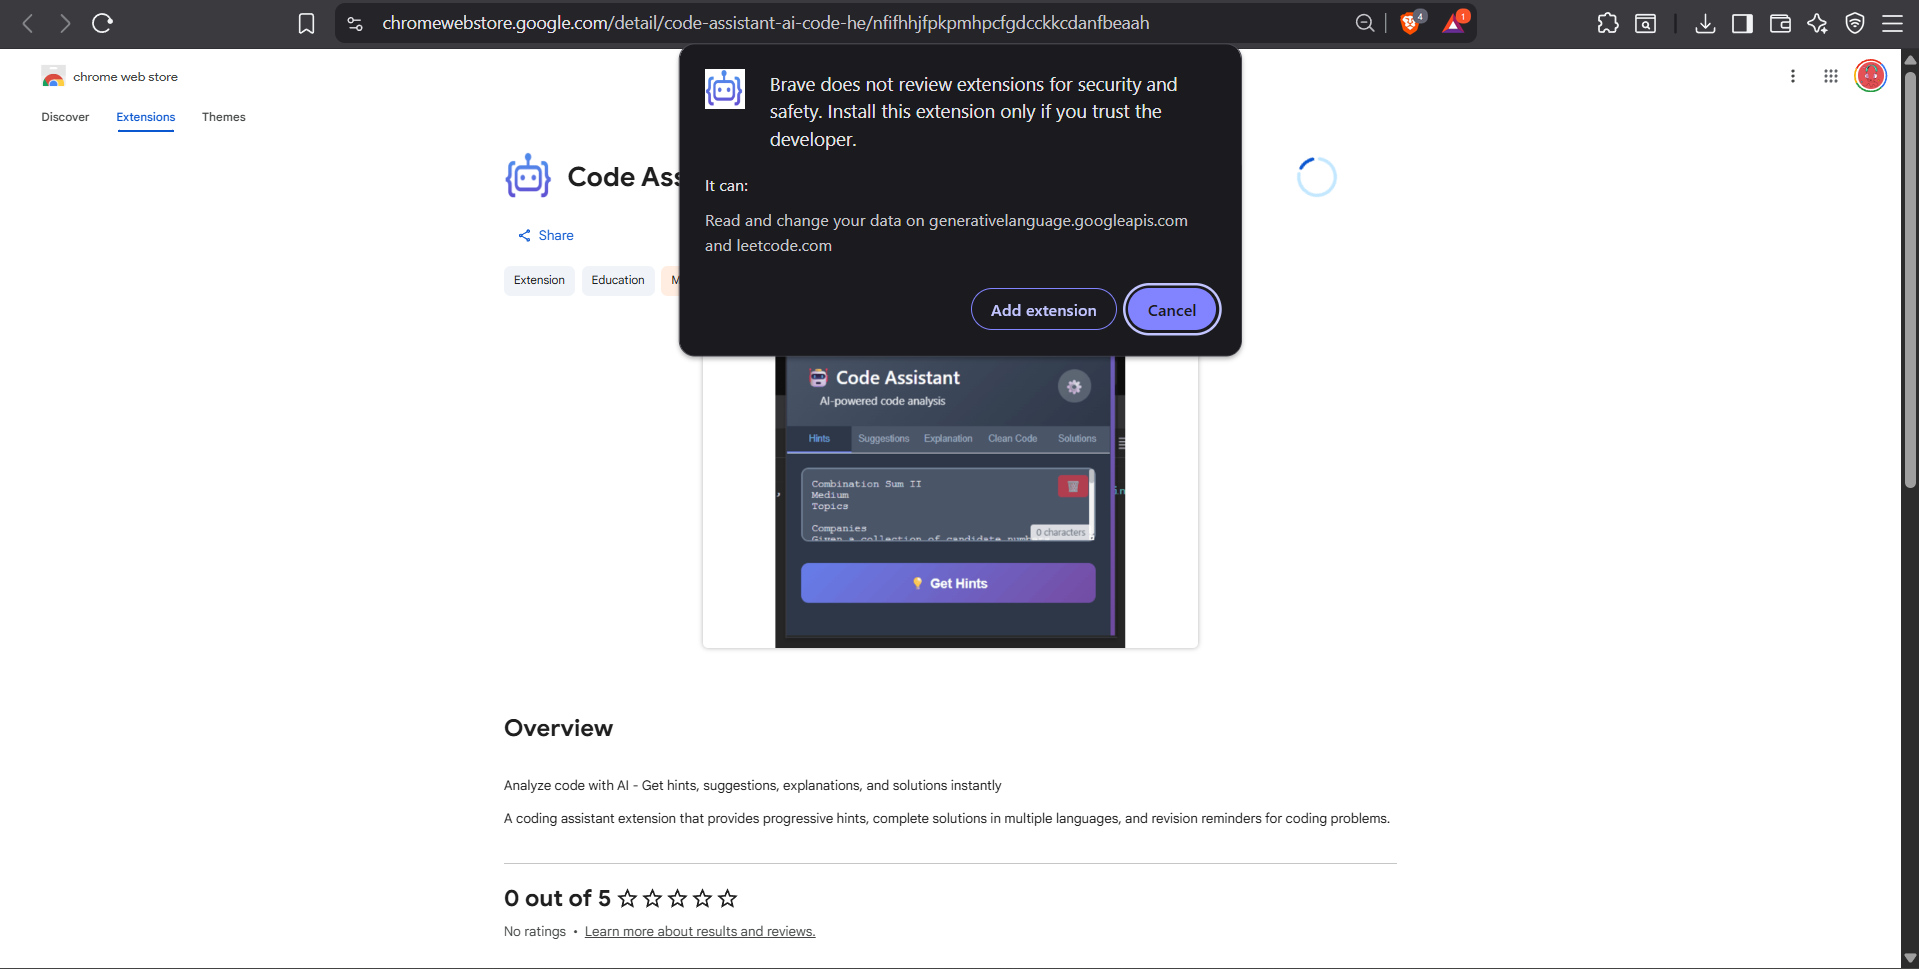 chromewebstore.google.com/detail/code-assistant-ai-code-he/nfifhhjfpkpmhpcfgdcckkcdanfbeaah
4
1
chrome web store
Discover
Extensions
Themes
Code Ass
Share
Extension
Education
M
Brave does not review extensions for security and
safety. Install this extension only if you trust the
developer.
It can:
Read and change your data on generativelanguage.googleapis.com
and leetcode.com
Add extension
Cancel
Code Assistant
AI-powered code analysis
Hints
Suggestions
Explanation
Clean Code
Solutions
Combination Sum II
Medium
Topics
Companies
Given a collection of candidate numb
0 characters
in
Get Hints
Overview
Analyze code with AI - Get hints, suggestions, explanations, and solutions instantly
A coding assistant extension that provides progressive hints, complete solutions in multiple languages, and revision reminders for coding problems.
0 out of 5
No ratings • Learn more about results and reviews.